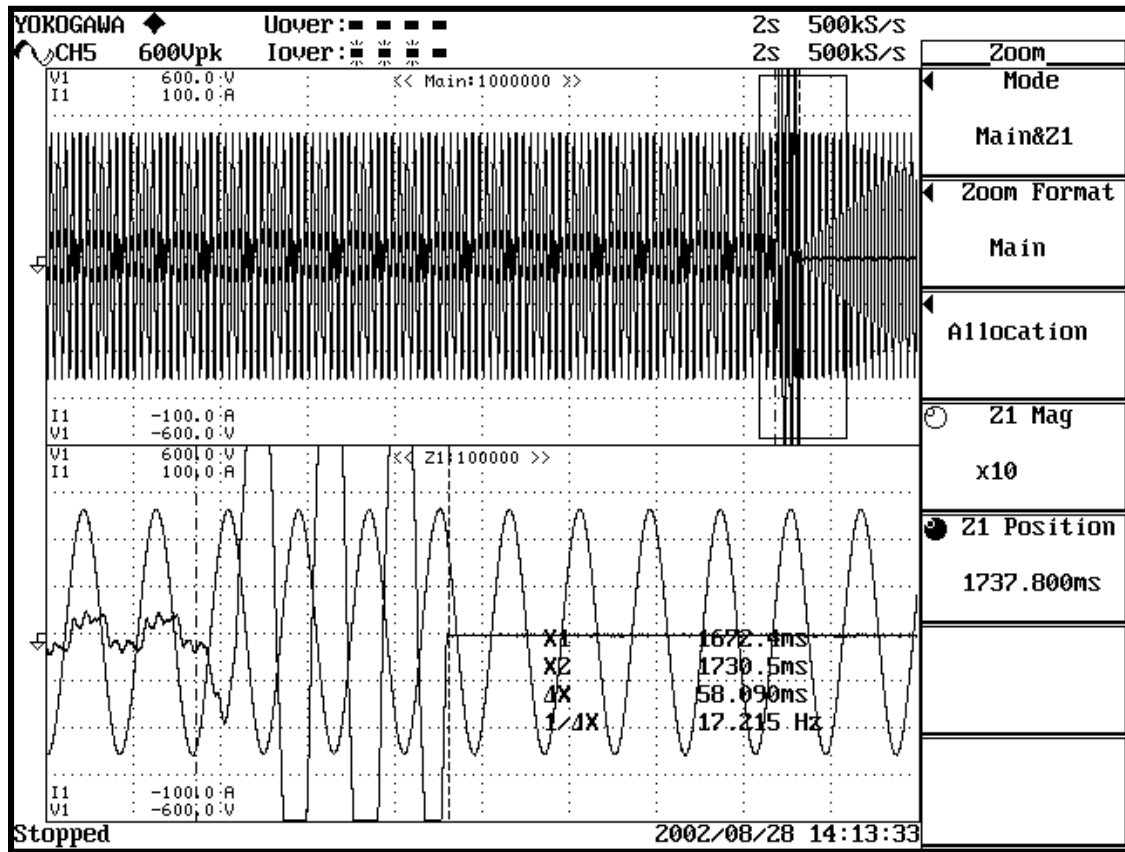 YOKOGAWA ◆ Uover: 2s 500kS/s
CH5 600Vpk Iover: 2s 500kS/s
Zoom
V1 600.0 V << Main:1000000 >>
I1 100.0 A
Mode
Main&Z1
Zoom Format
Main
Allocation
I1 -100.0 A
V1 -600.0 V
Z1 Mag
x10
V1 600.0 V << Z1:100000 >>
I1 100.0 A
Z1 Position
1737.800ms
X1 1672.4ms
X2 1730.5ms
ΔX 58.090ms
1/ΔX 17.215 Hz
I1 -100.0 A
V1 -600.0 V
Stopped 2002/08/28 14:13:33